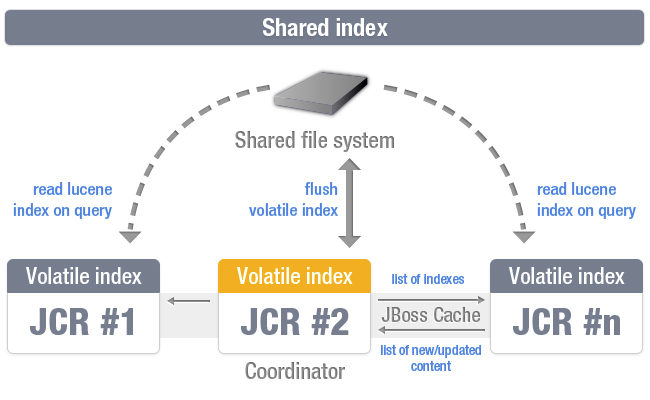 Shared index
Shared file system
read lucene
index on query
flush
volatile index
read lucene
index on query
Volatile index
JCR #1
Volatile index
JCR #2
Coordinator
list of indexes
JBoss Cache
list of new/updated
content
Volatile index
JCR #n